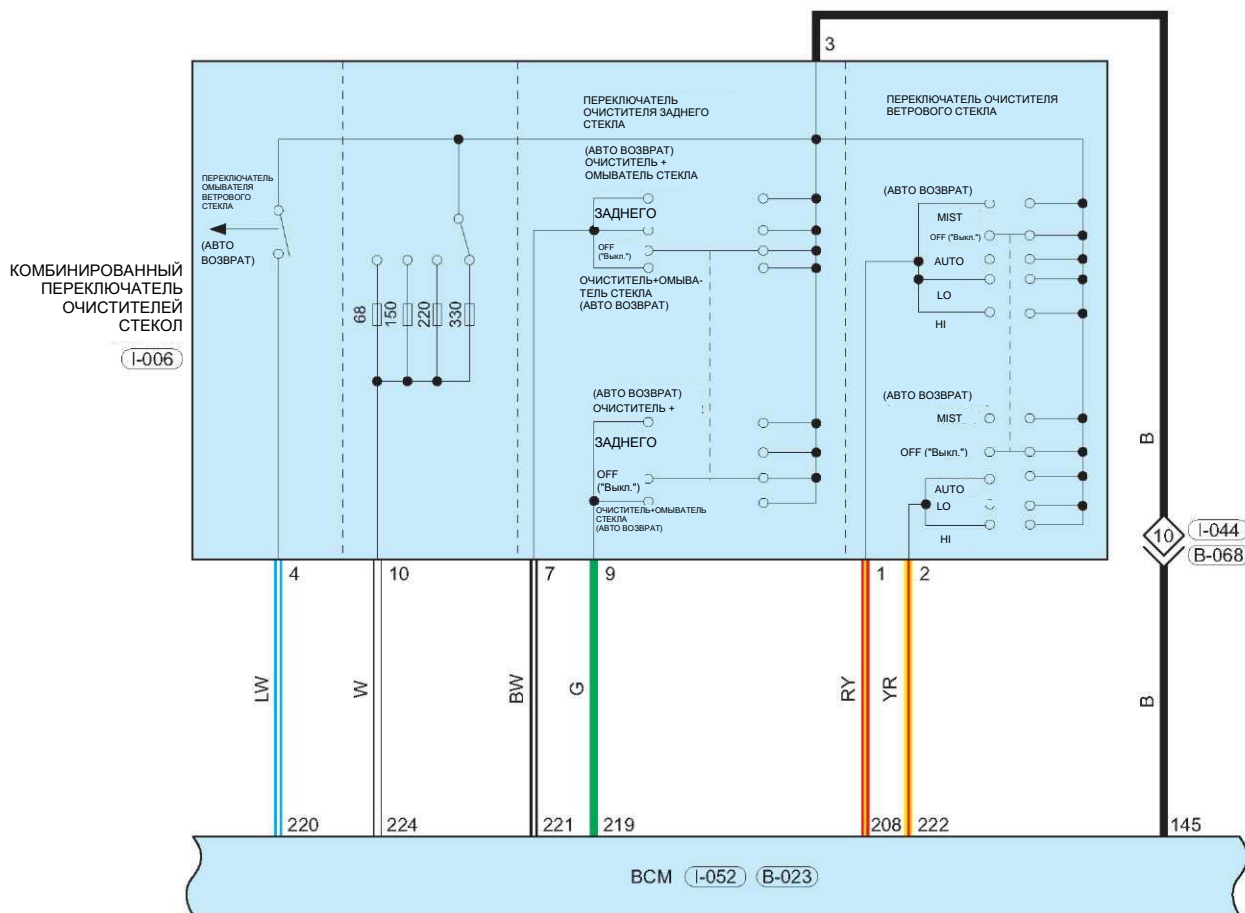 3
ПЕРЕКЛЮЧАТЕЛЬ
ОЧИСТИТЕЛЯ ЗАДНЕГО
СТЕКЛА
ПЕРЕКЛЮЧАТЕЛЬ ОЧИСТИТЕЛЯ
ВЕТРОВОГО СТЕКЛА
(АВТО ВОЗВРАТ)
ОЧИСТИТЕЛЬ +
ОМЫВАТЕЛЬ СТЕКЛА
ПЕРЕКЛЮЧАТЕЛЬ
ОМЫВАТЕЛЯ
ВЕТРОВОГО
СТЕКЛА
(АВТО
ВОЗВРАТ)
ЗАДНЕГО
OFF
("Выкл.")
ОЧИСТИТЕЛЬ+ОМЫВА-
ТЕЛЬ СТЕКЛА
(АВТО ВОЗВРАТ)
(АВТО ВОЗВРАТ)
MIST
OFF ("Выкл.")
AUTO
LO
HI
КОМБИНИРОВАННЫЙ
ПЕРЕКЛЮЧАТЕЛЬ
ОЧИСТИТЕЛЕЙ
СТЕКОЛ
I-006
68
150
220
330
(АВТО ВОЗВРАТ)
ОЧИСТИТЕЛЬ +
ЗАДНЕГО
OFF
("Выкл.")
ОЧИСТИТЕЛЬ+ОМЫВАТЕЛЬ
СТЕКЛА
(АВТО ВОЗВРАТ)
(АВТО ВОЗВРАТ)
MIST
OFF ("Выкл.")
AUTO
LO
HI
B
10
I-044
B-068
4
10
7
9
1
2
LW
W
BW
G
RY
YR
B
220
224
221
219
208
222
145
BCM I-052 B-023